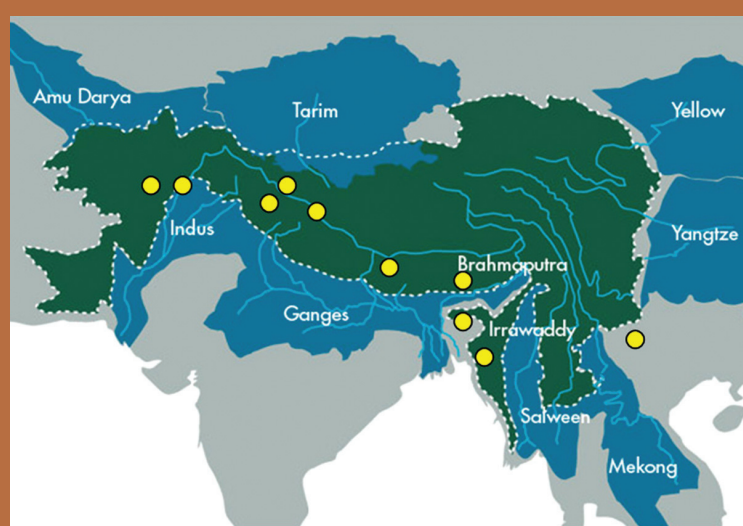 Amu Darya
Tarim
Yellow
Indus
Yangtze
Brahmaputra
Ganges
Irrawaddy
Salween
Mekong